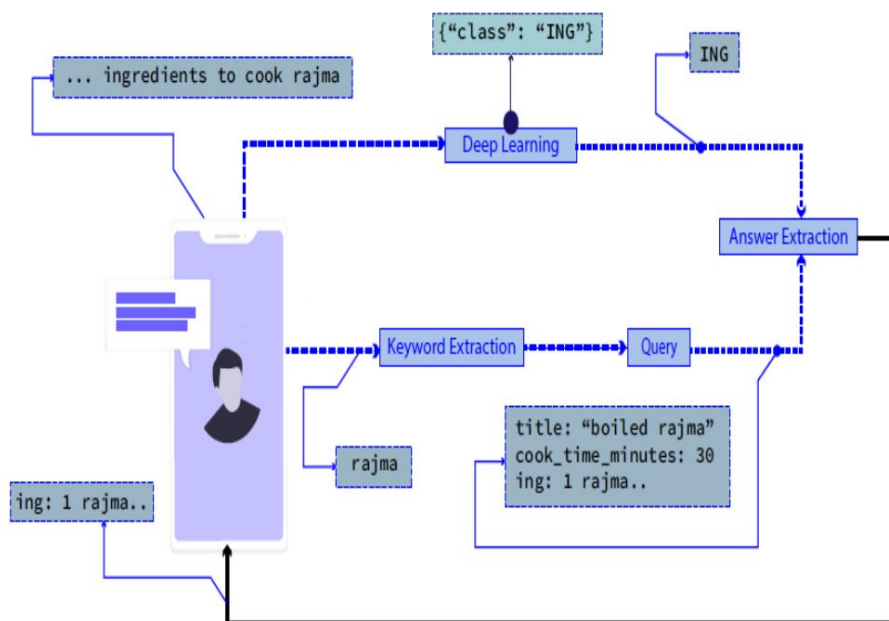 {“class”: “ING”}
... ingredients to cook rajma
ING
Deep Learning
Answer Extraction
Keyword Extraction
Query
rajma
title: “boiled rajma”
cook_time_minutes: 30
ing: 1 rajma..
ing: 1 rajma..